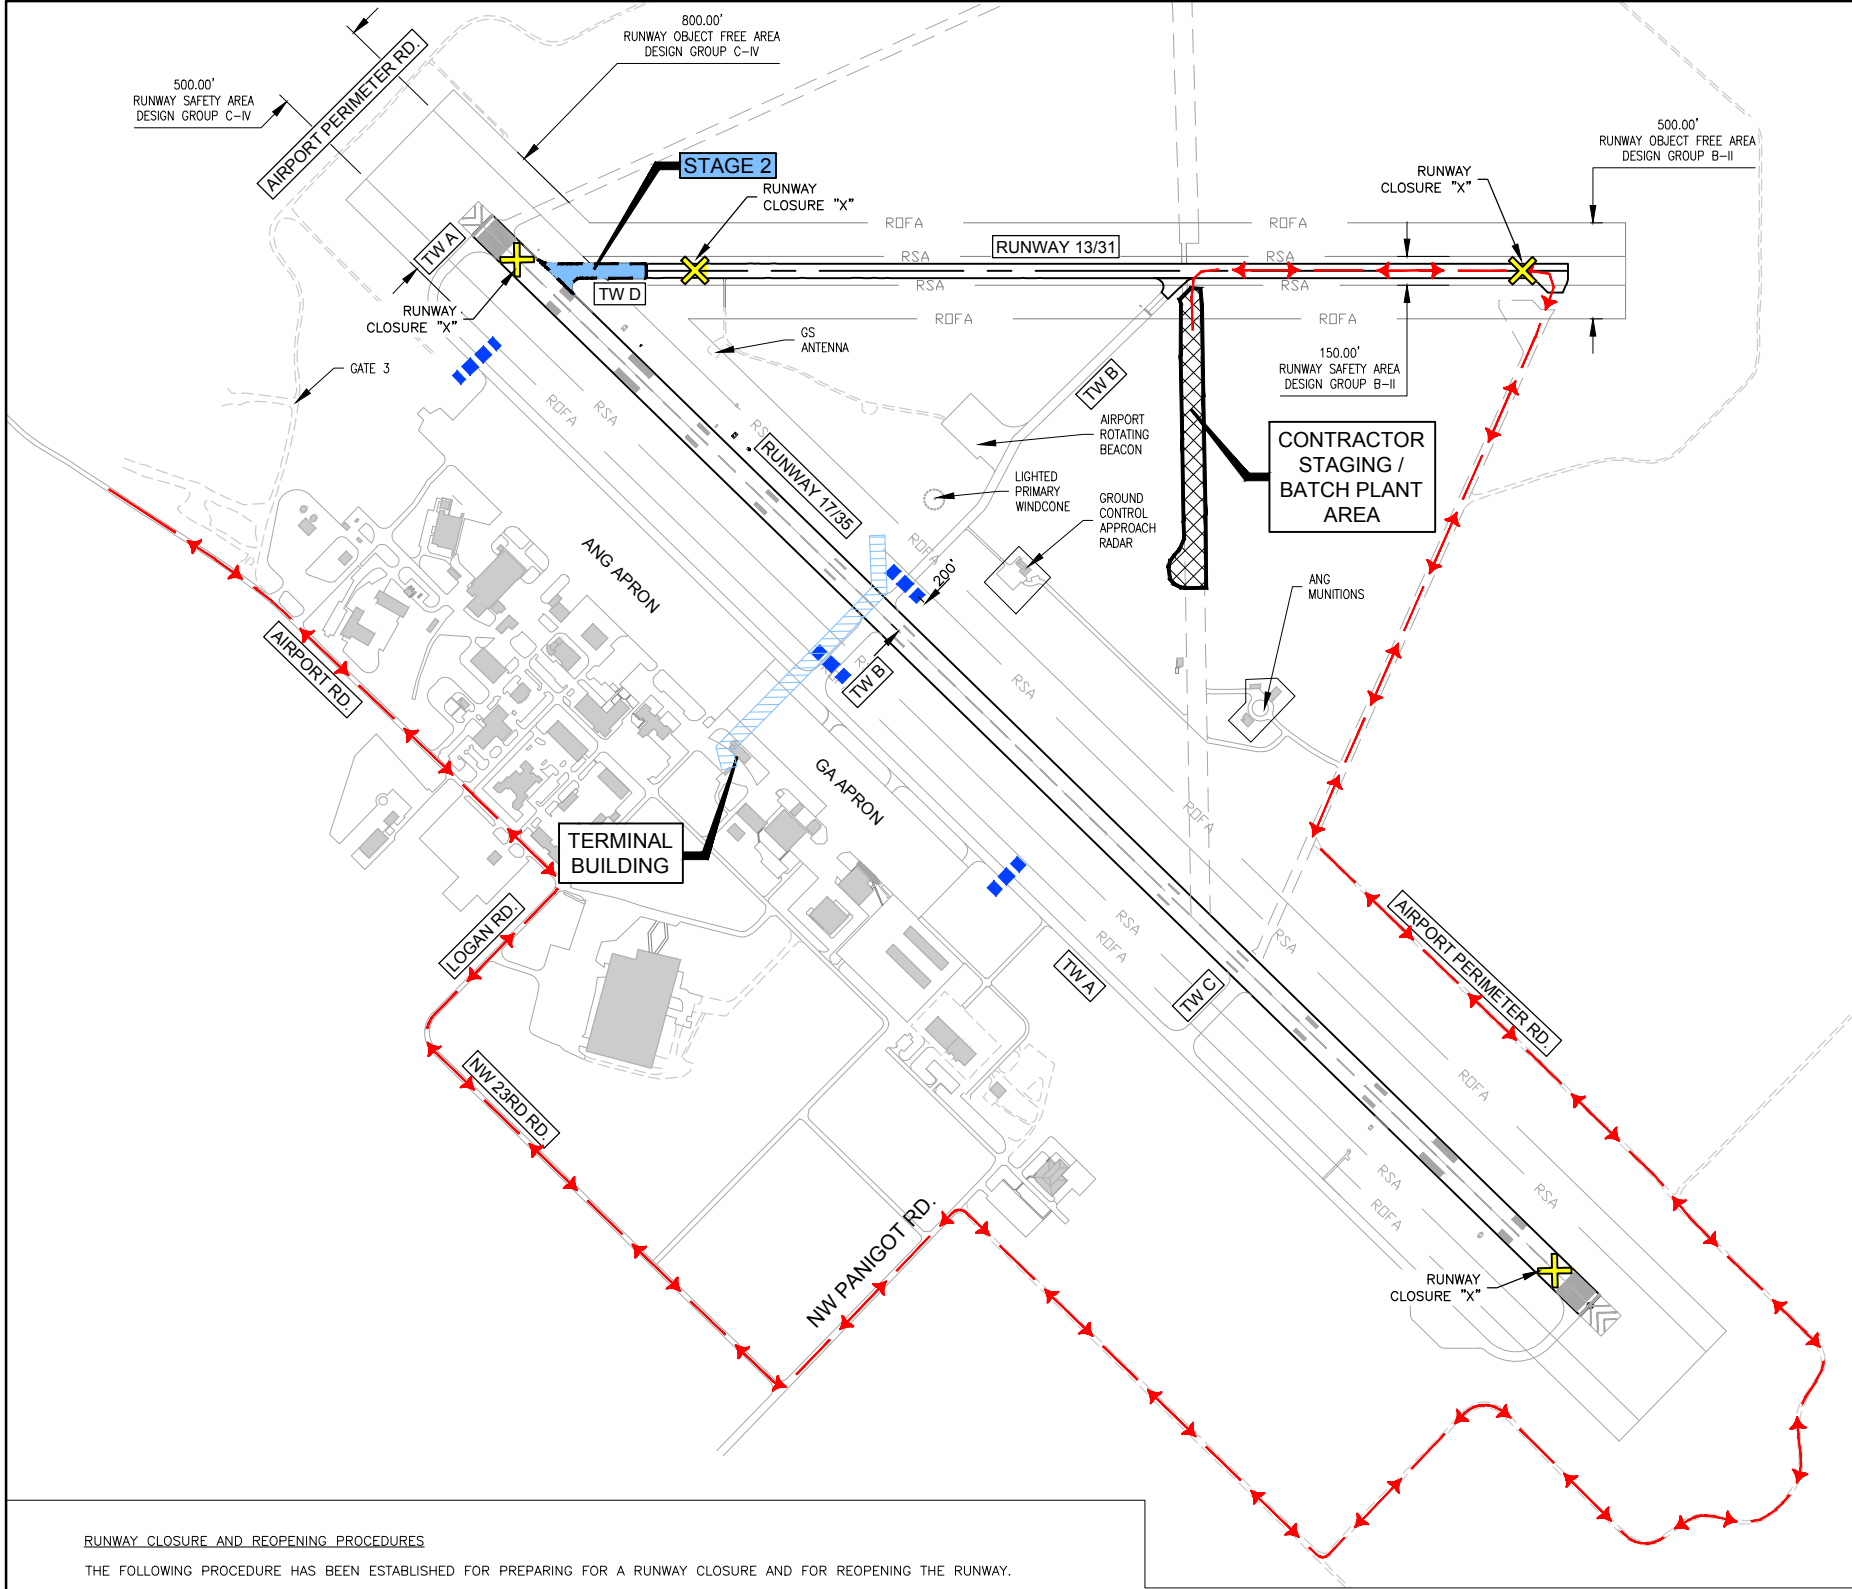 800.00'
RUNWAY OBJECT FREE AREA
DESIGN GROUP C-IV
AIRPORT PERIMETER RD.
500.00'
RUNWAY SAFETY AREA
DESIGN GROUP C-IV
500.00'
RUNWAY OBJECT FREE AREA
DESIGN GROUP B-II
STAGE 2
RUNWAY
CLOSURE "X"
RUNWAY
CLOSURE "X"
ROFA
ROFA
TW A
RSA
RUNWAY 13/31
RSA
TW D
RSA
RSA
RUNWAY
CLOSURE "X"
ROFA
ROFA
GS
ANTENNA
GATE 3
150.00'
RUNWAY SAFETY AREA
DESIGN GROUP B-II
TW B
ROFA
RSA
RSA
RUNWAY 17/35
AIRPORT
ROTATING
BEACON
CONTRACTOR
STAGING /
BATCH PLANT
AREA
LIGHTED
PRIMARY
WINDCONE
GROUND
CONTROL
APPROACH
RADAR
ANG APRON
ROFA
200'
ANG
MUNITIONS
AIRPORT RD.
TW B
RSA
GA APRON
ROFA
TERMINAL
BUILDING
LOGAN RD.
RSA
ROFA
RSA
TW A
TW C
AIRPORT PERIMETER RD.
NW 23RD RD.
ROFA
RSA
ROFA
RSA
NW PANIGOT RD.
RUNWAY
CLOSURE "X"
RUNWAY CLOSURE AND REOPENING PROCEDURES
THE FOLLOWING PROCEDURE HAS BEEN ESTABLISHED FOR PREPARING FOR A RUNWAY CLOSURE AND FOR REOPENING THE RUNWAY.